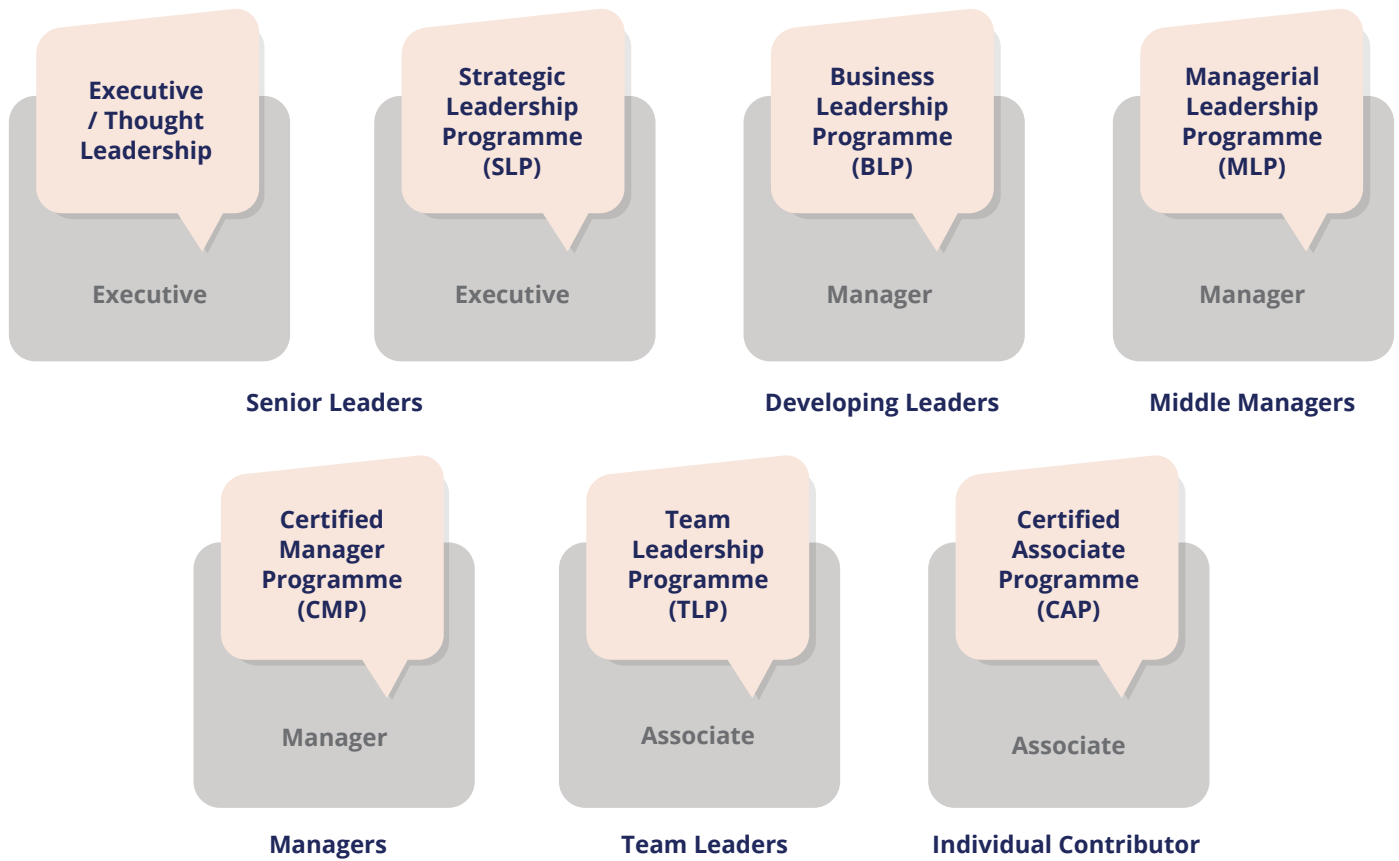 Executive
/ Thought
Leadership
Executive
Strategic
Leadership
Programme
(SLP)
Executive
Senior Leaders
Business
Leadership
Programme
(BLP)
Manager
Developing Leaders
Managerial
Leadership
Programme
(MLP)
Manager
Middle Managers
Certified
Manager
Programme
(CMP)
Manager
Managers
Team
Leadership
Programme
(TLP)
Associate
Team Leaders
Certified
Associate
Programme
(CAP)
Associate
Individual Contributor